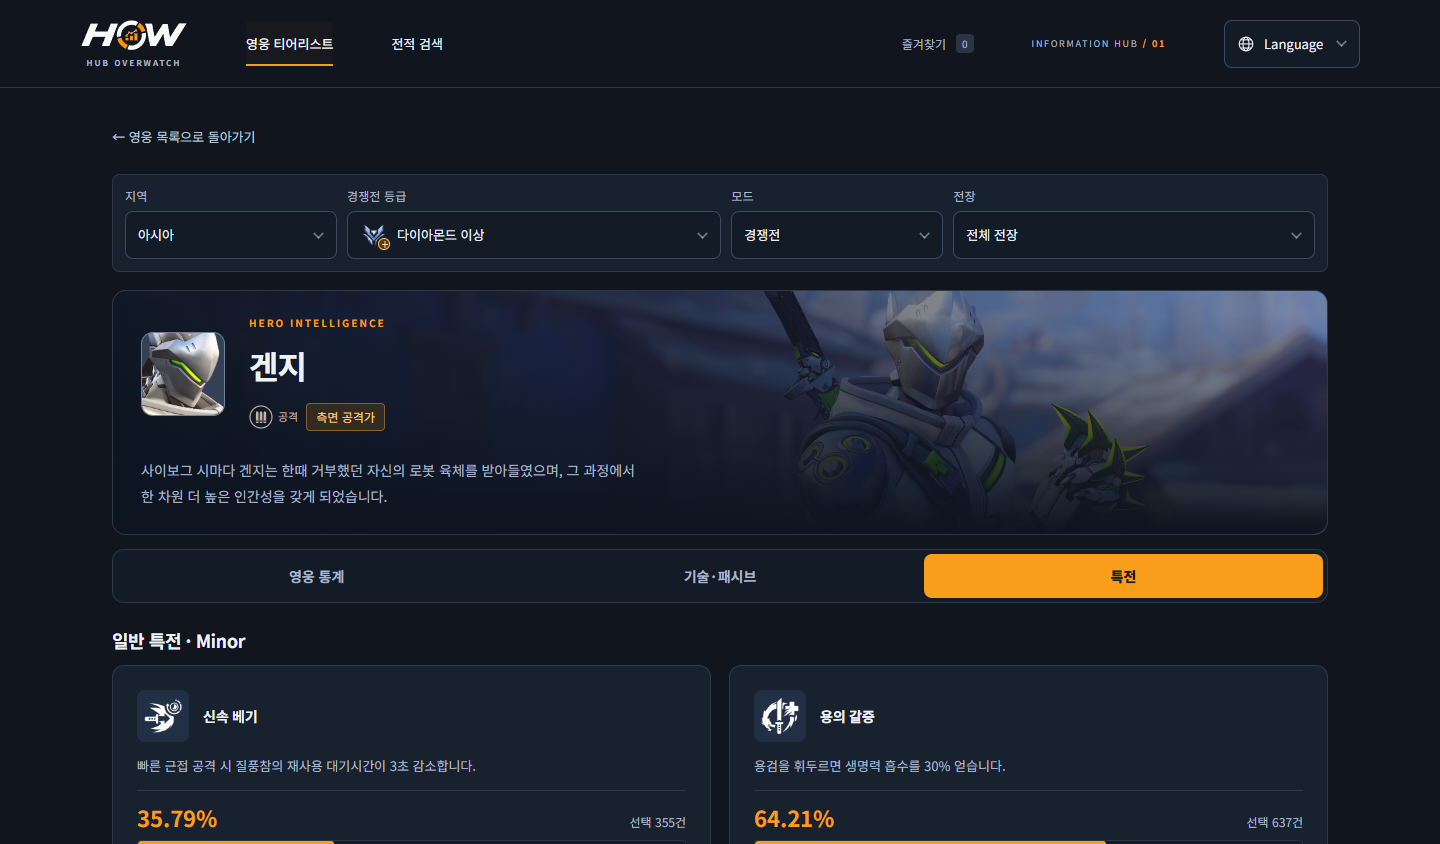 HOW
HUB OVERWATCH
영웅 티어리스트
전적 검색
즐겨찾기 0
INFORMATION HUB / 01
Language
← 영웅 목록으로 돌아가기
지역
경쟁전 등급
모드
전장
아시아
다이아몬드 이상
경쟁전
전체 전장
HERO INTELLIGENCE
겐지
공격
측면 공격가
사이보그 시마다 겐지는 한때 거부했던 자신의 로봇 육체를 받아들였으며, 그 과정에서
한 차원 더 높은 인간성을 갖게 되었습니다.
영웅 통계
기술·패시브
특전
일반 특전 · Minor
신속 베기
빠른 근접 공격 시 질풍참의 재사용 대기시간이 3초 감소합니다.
35.79%
선택 355건
용의 갈증
용검을 휘두르면 생명력 흡수를 30% 얻습니다.
64.21%
선택 637건